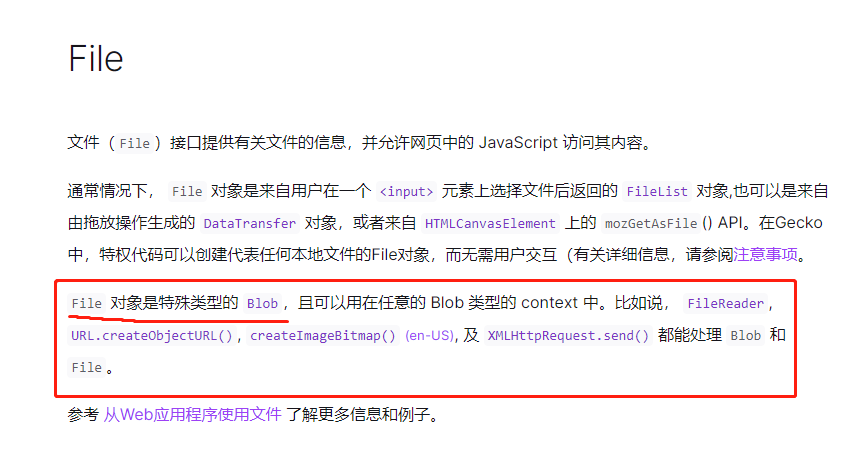 File
文件（File）接口提供有关文件的信息，并允许网页中的 JavaScript 访问其内容。
通常情况下， File 对象是来自用户在一个 <input> 元素上选择文件后返回的 FileList 对象,也可以是来自
由拖放操作生成的 DataTransfer 对象，或者来自 HTMLCanvasElement 上的 mozGetAsFile() API。在Gecko
中，特权代码可以创建代表任何本地文件的File对象，而无需用户交互（有关详细信息，请参阅注意事项。
File 对象是特殊类型的 Blob，且可以用在任意的 Blob 类型的 context 中。比如说， FileReader,
URL.createObjectURL(), createImageBitmap() (en-US), 及 XMLHttpRequest.send() 都能处理 Blob 和
File。
参考 从Web应用程序使用文件 了解更多信息和例子。